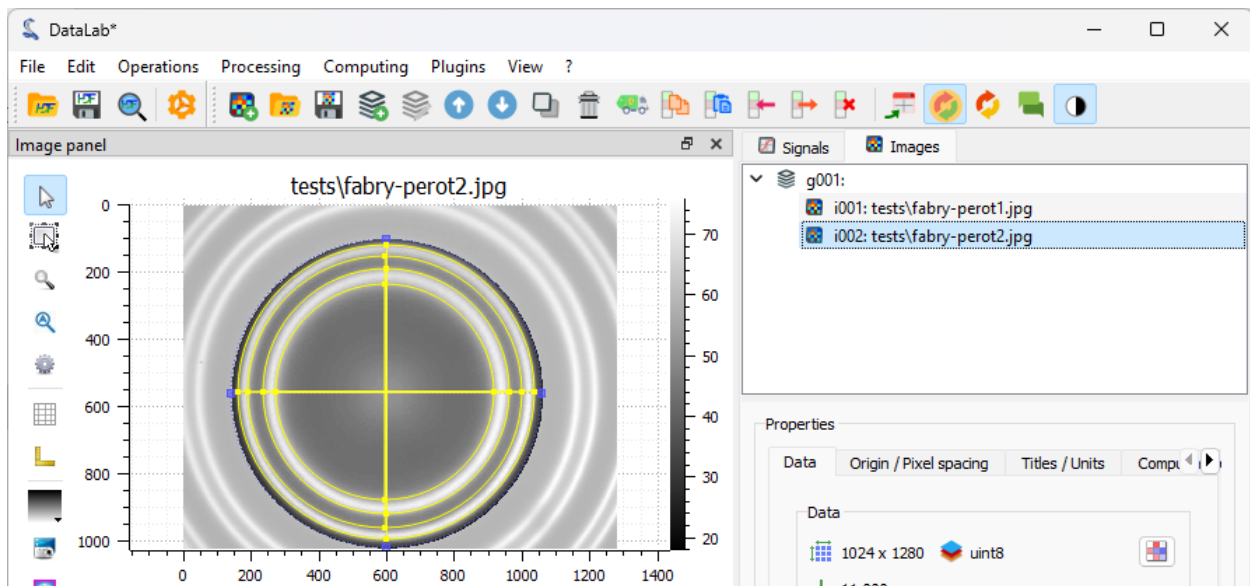 DataLab*
File Edit Operations Processing Computing Plugins View ?
Image panel
Signals Images
tests\fabry-perot2.jpg
g001:
i001: tests\fabry-perot1.jpg
i002: tests\fabry-perot2.jpg
0
200
400
600
800
1000
0 200 400 600 800 1000 1200 1400
70
60
50
40
30
20
Properties
Data Origin / Pixel spacing Titles / Units
Data
1024 x 1280 uint8